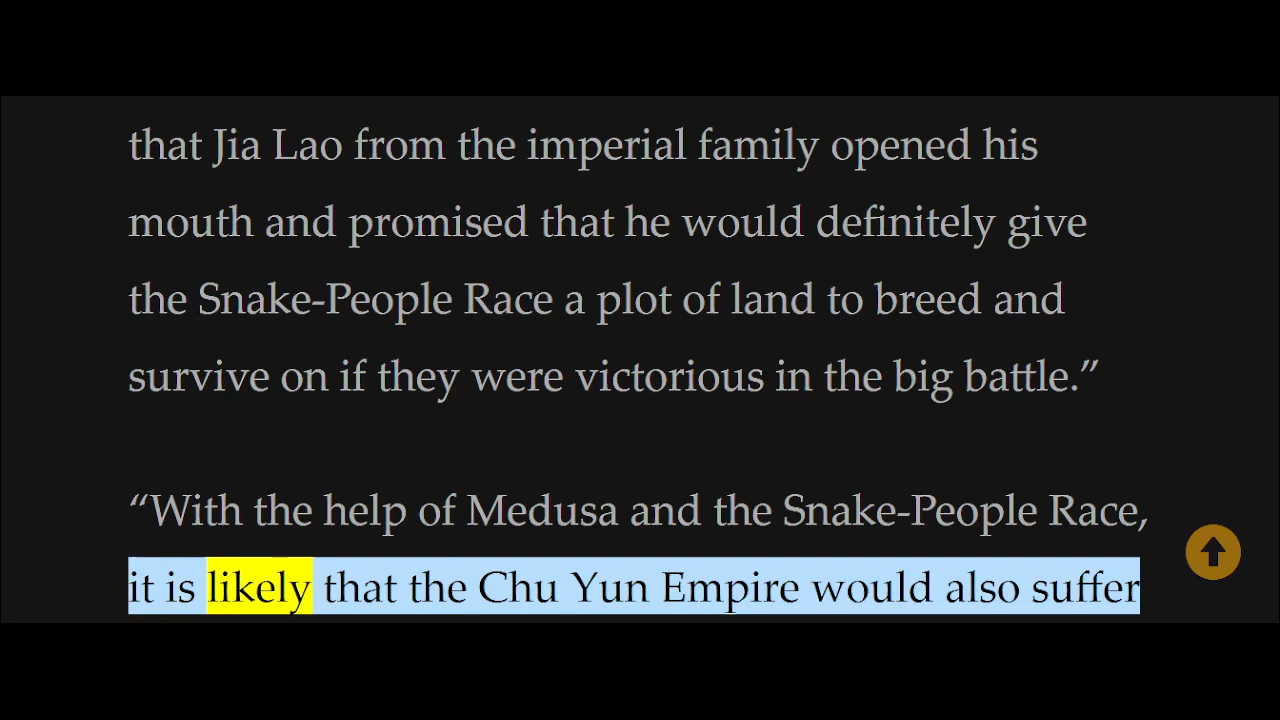 that Jia Lao from the imperial family opened his
mouth and promised that he would definitely give
the Snake-People Race a plot of land to breed and
survive on if they were victorious in the big battle.”
“With the help of Medusa and the Snake-People Race,
it is likely that the Chu Yun Empire would also suffer